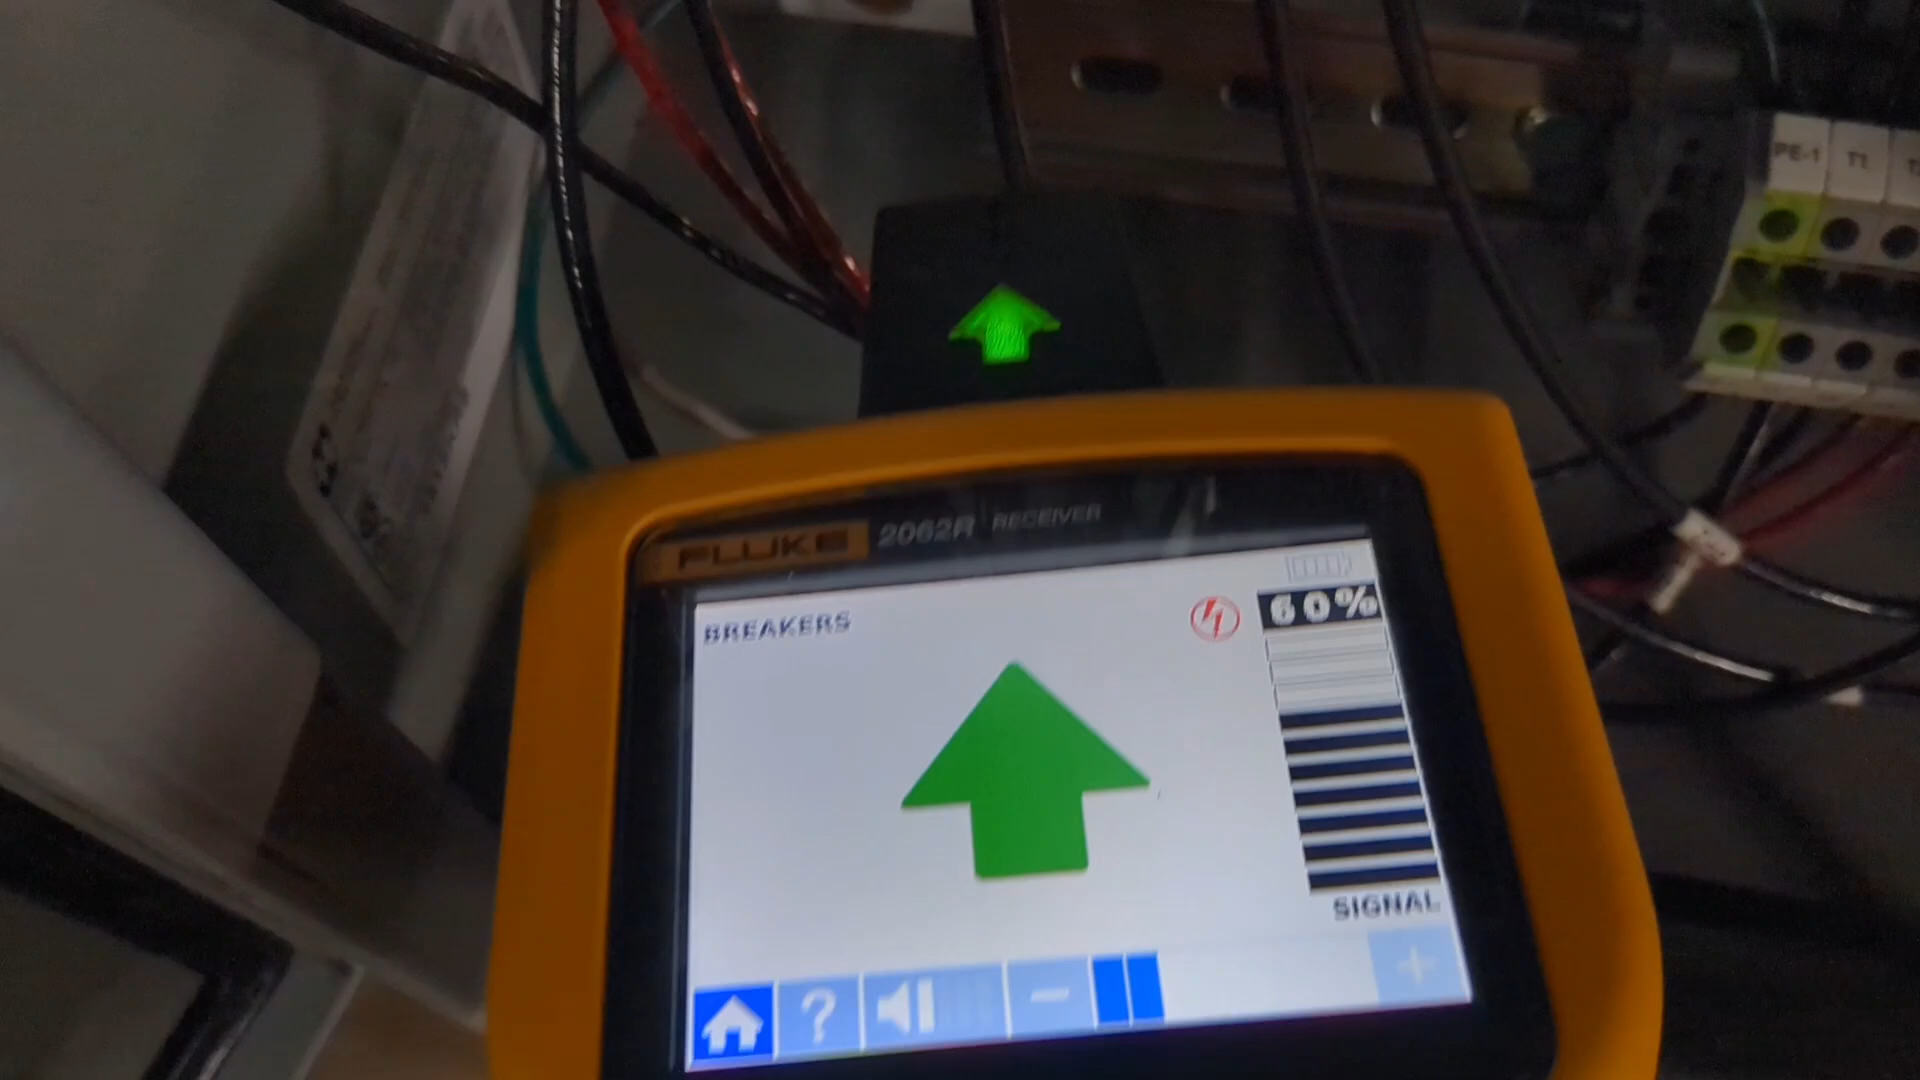 PE-1 T1
FLUKE 2062R RECEIVER
BREAKERS
60%
SIGNAL
?